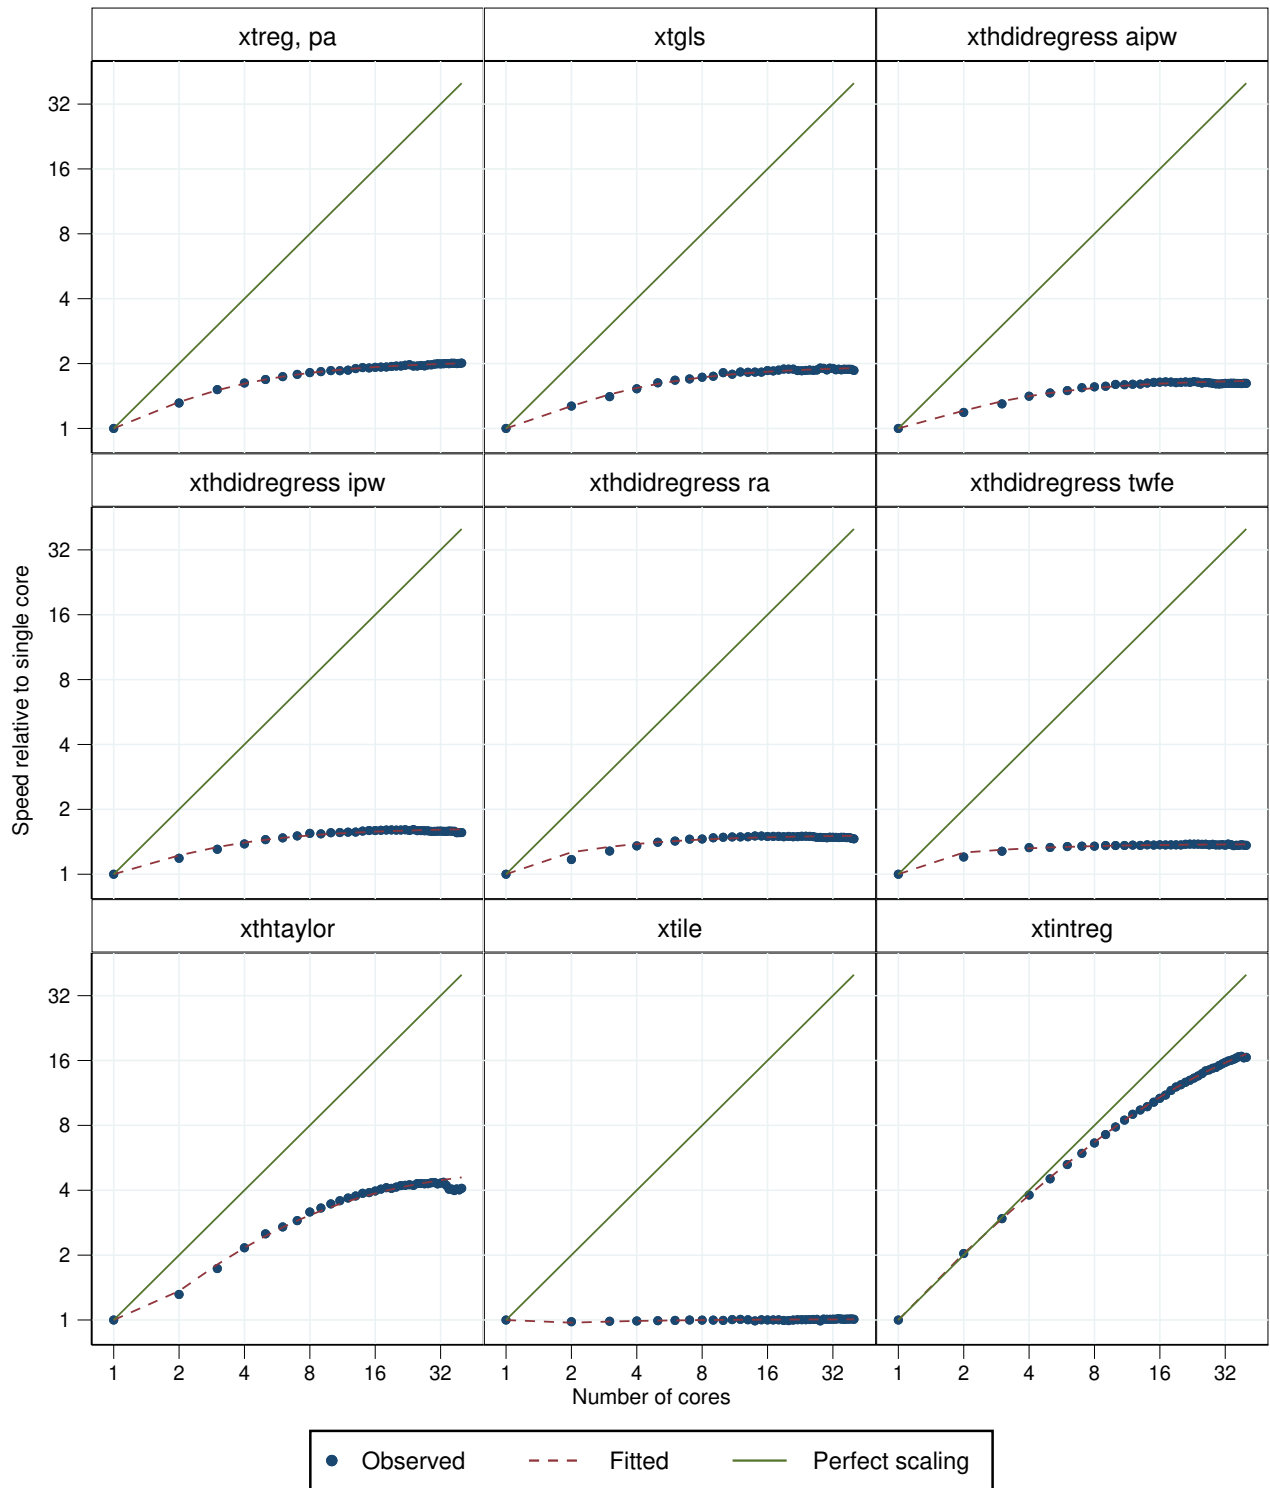 xtreg, pa
xtgls
xthdidregress aipw
32
16
8
4
2
1
xthdidregress ipw
xthdidregress ra
xthdidregress twfe
32
16
8
4
2
1
Speed relative to single core
xthtaylor
xtile
xtintreg
32
16
8
4
2
1
1 2 4 8 16 32 1 2 4 8 16 32 1 2 4 8 16 32
Number of cores
Observed Fitted Perfect scaling